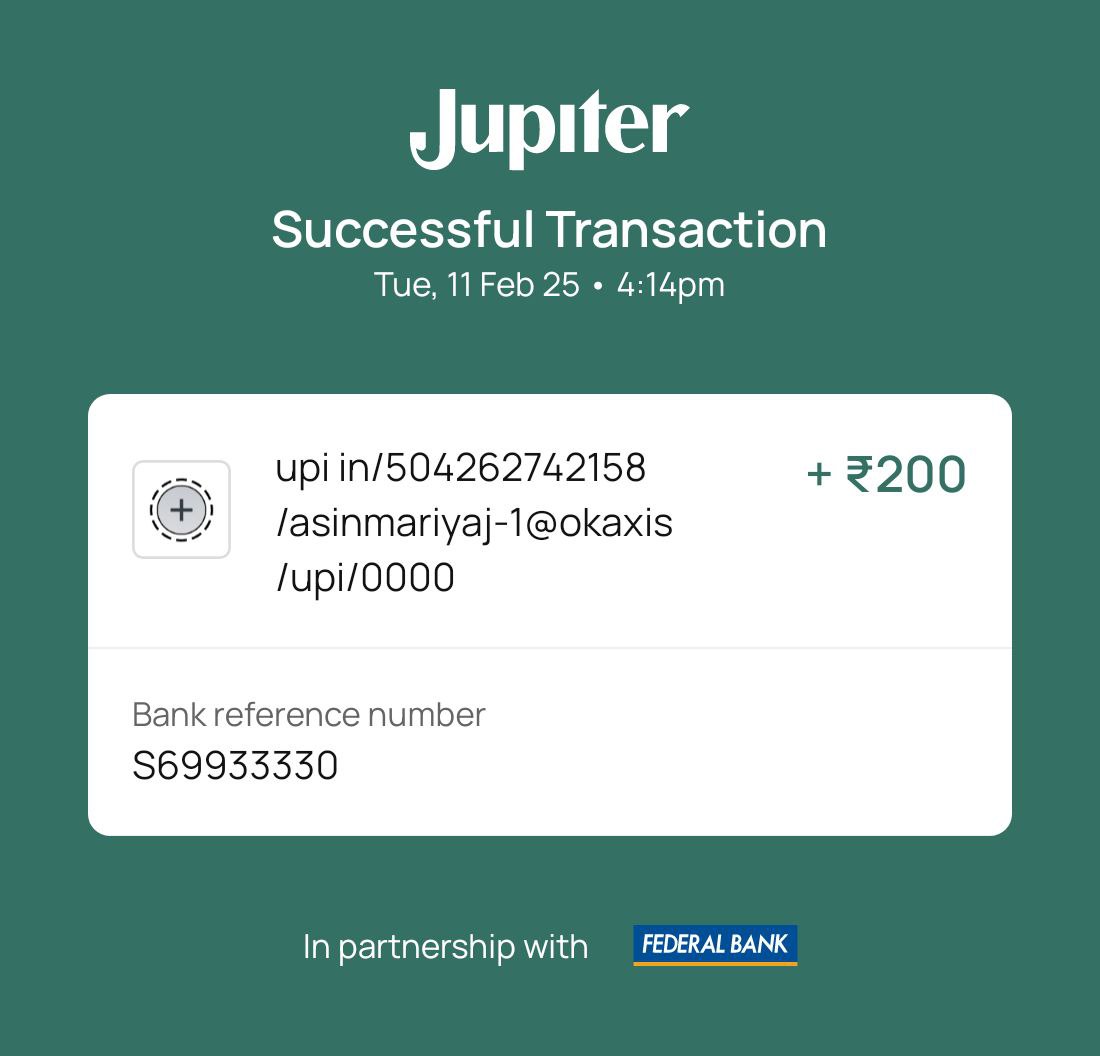 Jupiter
Successful Transaction
Tue, 11 Feb 25 • 4:14pm
upi in/504262742158
/asinmariyaj-1@okaxis
/upi/0000
+ ₹200
Bank reference number
S69933330
In partnership with FEDERAL BANK